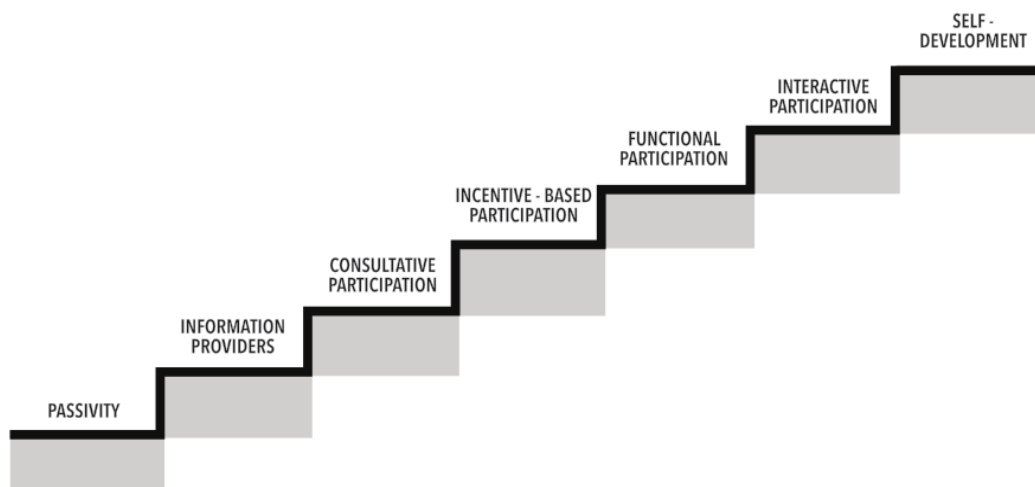 SELF -
DEVELOPMENT
INTERACTIVE
PARTICIPATION
FUNCTIONAL
PARTICIPATION
INCENTIVE - BASED
PARTICIPATION
CONSULTATIVE
PARTICIPATION
INFORMATION
PROVIDERS
PASSIVITY